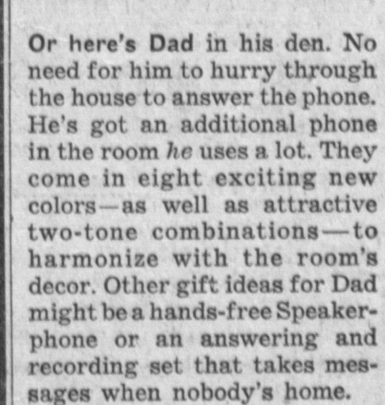 Or here's Dad in his den. No
need for him to hurry through
the house to answer the phone.
He's got an additional phone
in the room he uses a lot. They
come in eight exciting new
colors—as well as attractive
two-tone combinations—to
harmonize with the room's
decor. Other gift ideas for Dad
might be a hands-free Speaker-
phone or an answering and
recording set that takes mes-
sages when nobody's home.